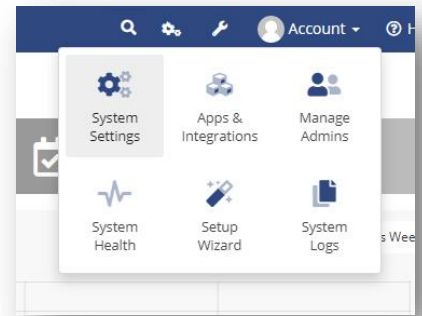 Account
System
Settings
Apps &
Integrations
Manage
Admins
System
Health
Setup
Wizard
System
Logs
s Wee